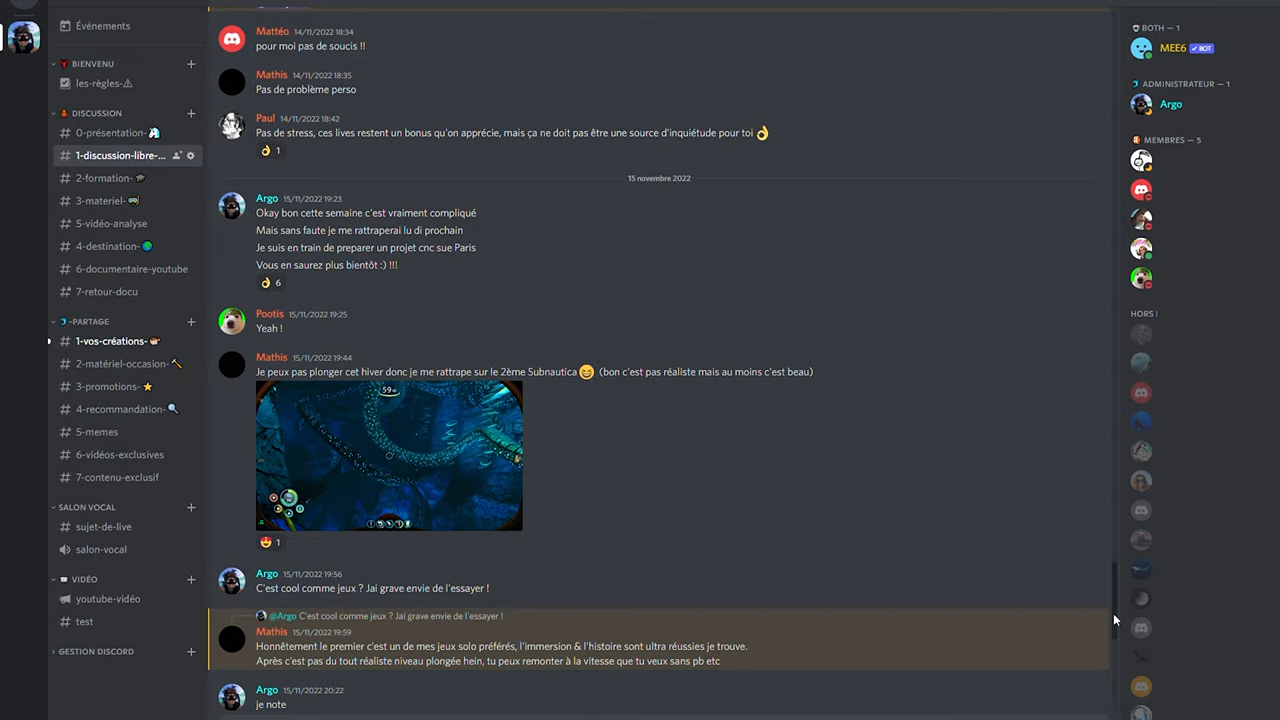 Événements
BIENVENU
les-règles-
DISCUSSION
0-présentation-
1-discussion-libre-...
2-formation-
3-materiel-
5-vidéo-analyse
4-destination-
6-documentaire-youtube
7-retour-docu
-PARTAGE
1-vos-créations-
2-matériel-occasion-
3-promotions-
4-recommandation-
5-memes
6-vidéos-exclusives
7-contenu-exclusif
SALON VOCAL
sujet-de-live
salon-vocal
VIDÉO
youtube-vidéo
test
GESTION DISCORD
Mattéo 14/11/2022 18:34
pour moi pas de soucis !!
Mathis 14/11/2022 18:35
Pas de problème perso
Paul 14/11/2022 18:42
Pas de stress, ces lives restent un bonus qu'on apprécie, mais ça ne doit pas être une source d'inquiétude pour toi 👌
👌 1
15 novembre 2022
Argo 15/11/2022 19:23
Okay bon cette semaine c'est vraiment compliqué
Mais sans faute je me rattraperai lu di prochain
Je suis en train de preparer un projet cnc sue Paris
Vous en saurez plus bientôt :) !!!
👌 6
Pootis 15/11/2022 19:25
Yeah !
Mathis 15/11/2022 19:44
Je peux pas plonger cet hiver donc je me rattrape sur le 2ème Subnautica 😆 (bon c'est pas réaliste mais au moins c'est beau)
59
😍 1
Argo 15/11/2022 19:56
C'est cool comme jeux ? Jai grave envie de l'essayer !
@Argo C'est cool comme jeux ? Jai grave envie de l'essayer !
Mathis 15/11/2022 19:59
Honnêtement le premier c'est un de mes jeux solo préférés, l'immersion & l'histoire sont ultra réussies je trouve.
Après c'est pas du tout réaliste niveau plongée hein, tu peux remonter à la vitesse que tu veux sans pb etc
Argo 15/11/2022 20:22
je note
BOTH — 1
MEE6 ✓ BOT
ADMINISTRATEUR — 1
Argo
MEMBRES — 5
HORS